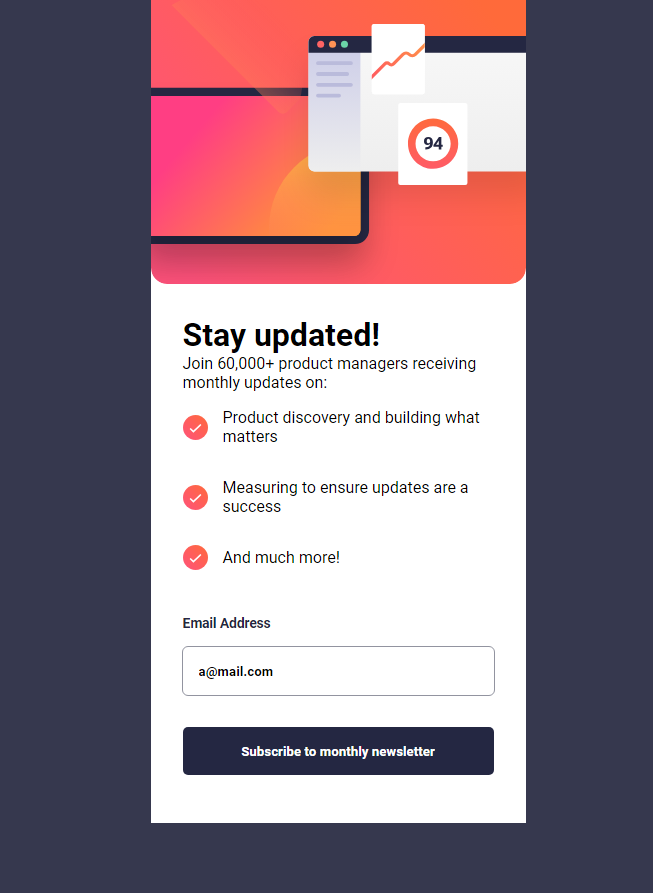 94
Stay updated!
Join 60,000+ product managers receiving
monthly updates on:
Product discovery and building what
matters
Measuring to ensure updates are a
success
And much more!
Email Address
a@mail.com
Subscribe to monthly newsletter